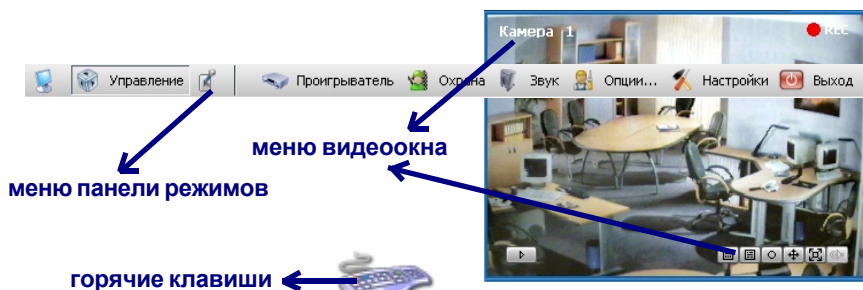 Камера 1 REC
Управление Проигрыватель Охрана Звук Опции... Настройки Выход
меню видеоокна
меню панели режимов
горячие клавиши